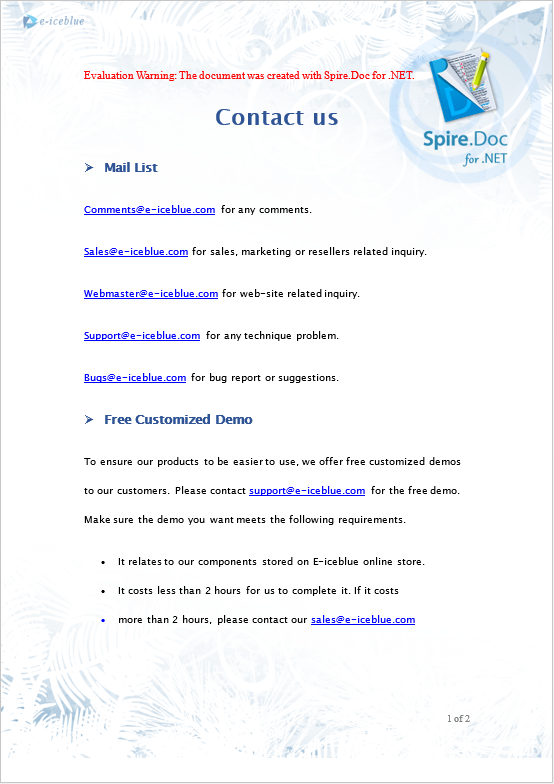 e-iceblue
Evaluation Warning: The document was created with Spire.Doc for .NET.
Contact us
Spire.Doc
for .NET
Mail List
Comments@e-iceblue.com for any comments.
Sales@e-iceblue.com for sales, marketing or resellers related inquiry.
Webmaster@e-iceblue.com for web-site related inquiry.
Support@e-iceblue.com for any technique problem.
Bugs@e-iceblue.com for bug report or suggestions.
Free Customized Demo
To ensure our products to be easier to use, we offer free customized demos
to our customers. Please contact support@e-iceblue.com for the free demo.
Make sure the demo you want meets the following requirements.
• It relates to our components stored on E-iceblue online store.
• It costs less than 2 hours for us to complete it. If it costs
• more than 2 hours, please contact our sales@e-iceblue.com
1 of 2